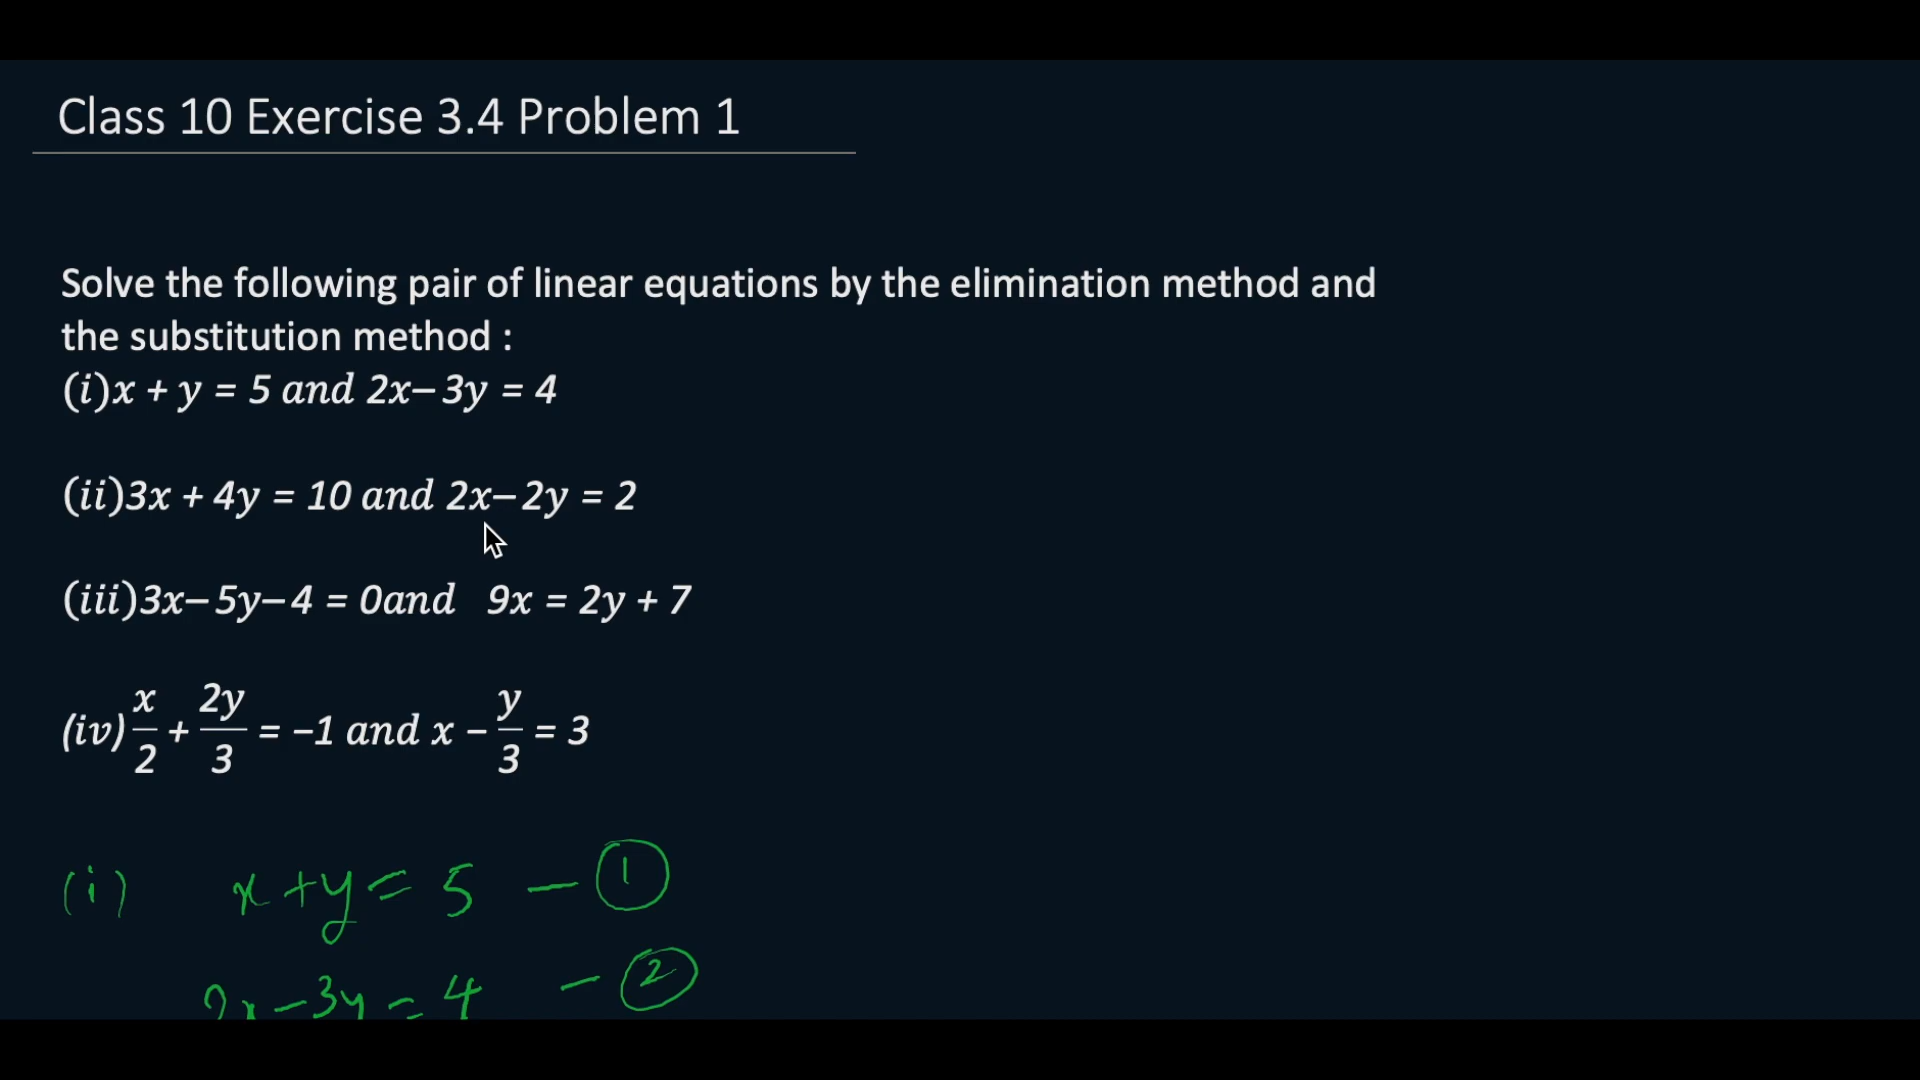 Class 10 Exercise 3.4 Problem 1
Solve the following pair of linear equations by the elimination method and
the substitution method :
(i)x + y = 5 and 2x– 3y = 4
(ii)3x + 4y = 10 and 2x– 2y = 2
(iii)3x– 5y– 4 = 0and 9x = 2y + 7
(iv) x/2 + 2y/3 = –1 and x – y/3 = 3
(i) x + y = 5 — ①
2x – 3y = 4 – ②